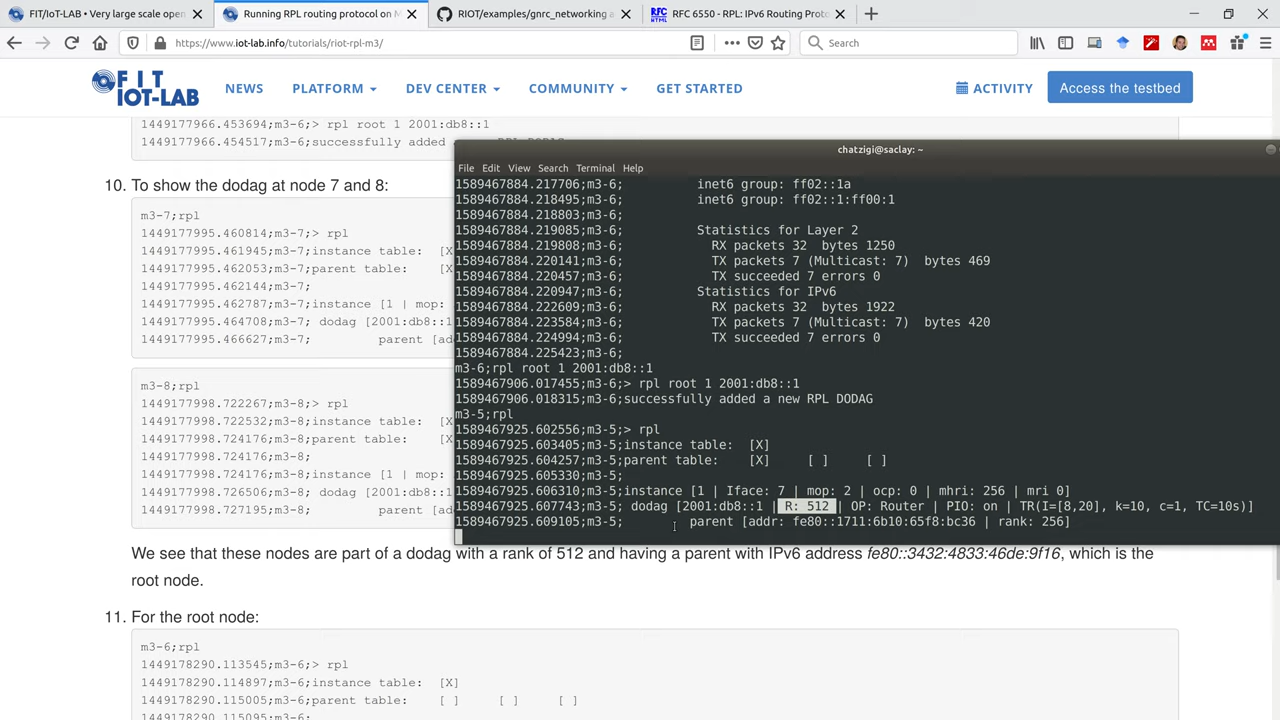 FIT/IoT-LAB • Very large scale open
Running RPL routing protocol on M
RIOT/examples/gnrc_networking a
RFC 6550 - RPL: IPv6 Routing Proto
https://www.iot-lab.info/tutorials/riot-rpl-m3/
Search
FIT IOT-LAB
NEWS
PLATFORM
DEV CENTER
COMMUNITY
GET STARTED
ACTIVITY
Access the testbed
1449177966.453694;m3-6;> rpl root 1 2001:db8::1
1449177966.454517;m3-6;successfully added
10. To show the dodag at node 7 and 8:
m3-7;rpl
1449177995.460814;m3-7;> rpl
1449177995.461945;m3-7;instance table: [X
1449177995.462053;m3-7;parent table: [X
1449177995.462144;m3-7;
1449177995.462787;m3-7;instance [1 | mop:
1449177995.464708;m3-7; dodag [2001:db8::1
1449177995.466627;m3-7; parent [ad
m3-8;rpl
1449177998.722267;m3-8;> rpl
1449177998.722532;m3-8;instance table: [X
1449177998.724176;m3-8;parent table: [X
1449177998.724176;m3-8;
1449177998.724176;m3-8;instance [1 | mop:
1449177998.726506;m3-8; dodag [2001:db8::1
1449177998.727506;m3-8; parent [ad
chatzigi@saclay: ~
File Edit View Search Terminal Help
1589467884.217706;m3-6; inet6 group: ff02::1a
1589467884.218495;m3-6; inet6 group: ff02::1:ff00:1
1589467884.218803;m3-6;
1589467884.219085;m3-6; Statistics for Layer 2
1589467884.219808;m3-6; RX packets 32 bytes 1250
1589467884.220141;m3-6; TX packets 7 (Multicast: 7) bytes 469
1589467884.220457;m3-6; TX succeeded 7 errors 0
1589467884.220947;m3-6; Statistics for IPv6
1589467884.222609;m3-6; RX packets 32 bytes 1922
1589467884.223584;m3-6; TX packets 7 (Multicast: 7) bytes 420
1589467884.224994;m3-6; TX succeeded 7 errors 0
1589467884.225423;m3-6;
m3-6;rpl root 1 2001:db8::1
1589467906.017455;m3-6;> rpl root 1 2001:db8::1
1589467906.018315;m3-6;successfully added a new RPL DODAG
m3-5;rpl
1589467925.602556;m3-5;> rpl
1589467925.603405;m3-5;instance table: [X]
1589467925.604257;m3-5;parent table: [X] [ ] [ ]
1589467925.605330;m3-5;
1589467925.606310;m3-5;instance [1 | Iface: 7 | mop: 2 | ocp: 0 | mhri: 256 | mri 0]
1589467925.607743;m3-5; dodag [2001:db8::1 | R: 512 | OP: Router | PIO: on | TR(I=[8,20], k=10, c=1, TC=10s)]
1589467925.609105;m3-5; parent [addr: fe80::1711:6b10:65f8:bc36 | rank: 256]
We see that these nodes are part of a dodag with a rank of 512 and having a parent with IPv6 address fe80::3432:4833:46de:9f16, which is the
root node.
11. For the root node:
m3-6;rpl
1449178290.113545;m3-6;> rpl
1449178290.114897;m3-6;instance table: [X]
1449178290.115005;m3-6;parent table: [ ] [ ] [ ]
1449178290.115095;m3-6;